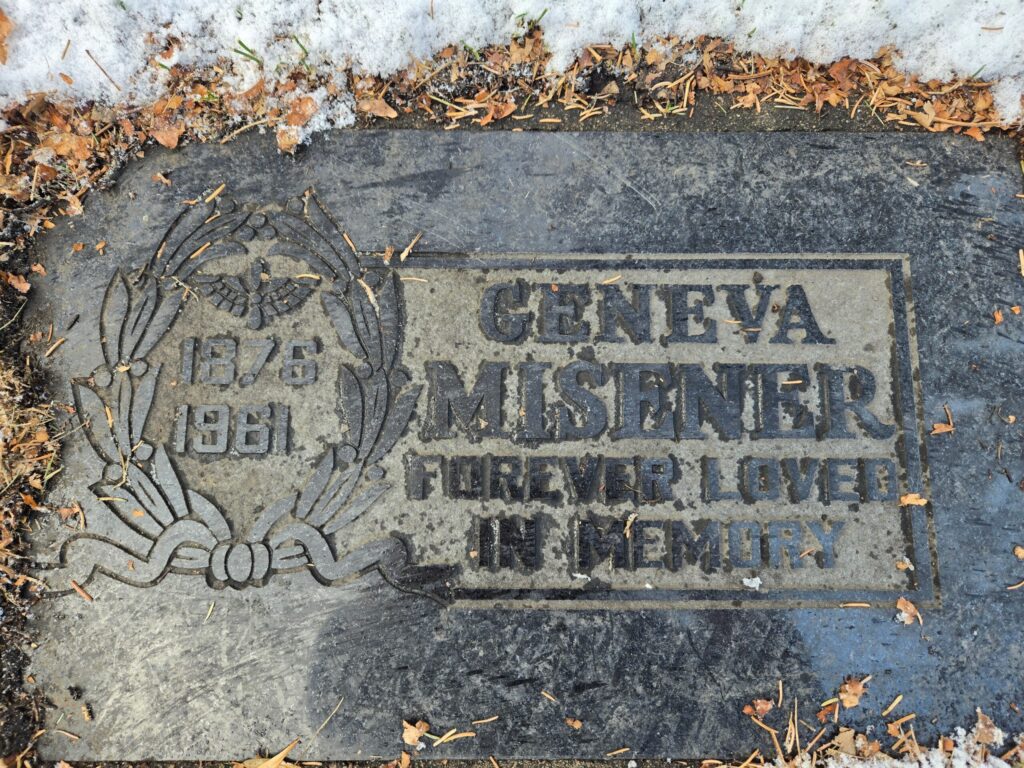 1876
1961
GENEVA
MISENER
FOREVER LOVED
IN MEMORY